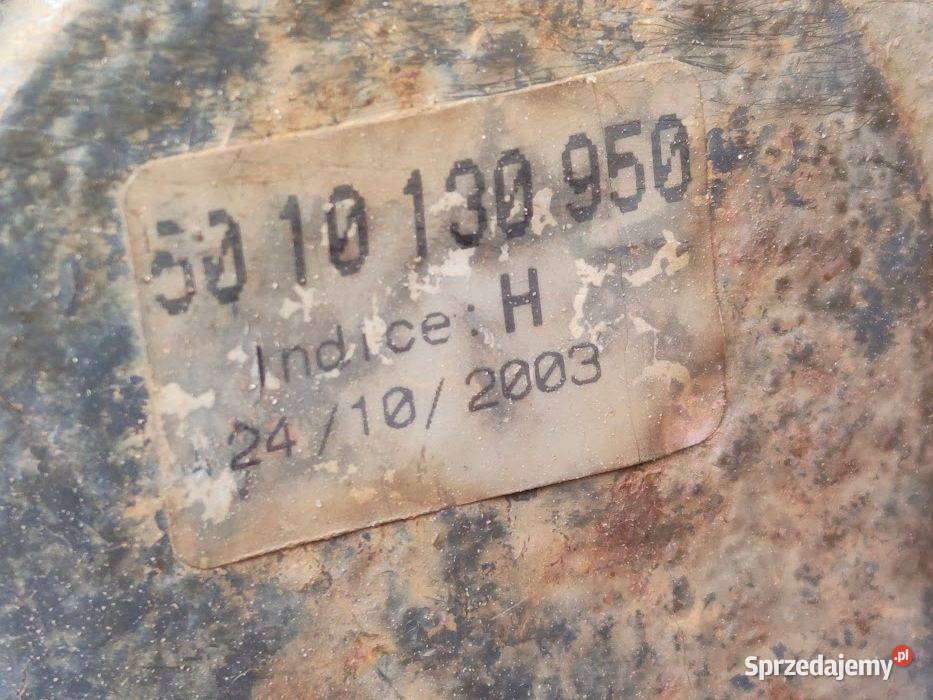 50 10 130 950
Indice: H
24/10/2003
Sprzedajemy.pl